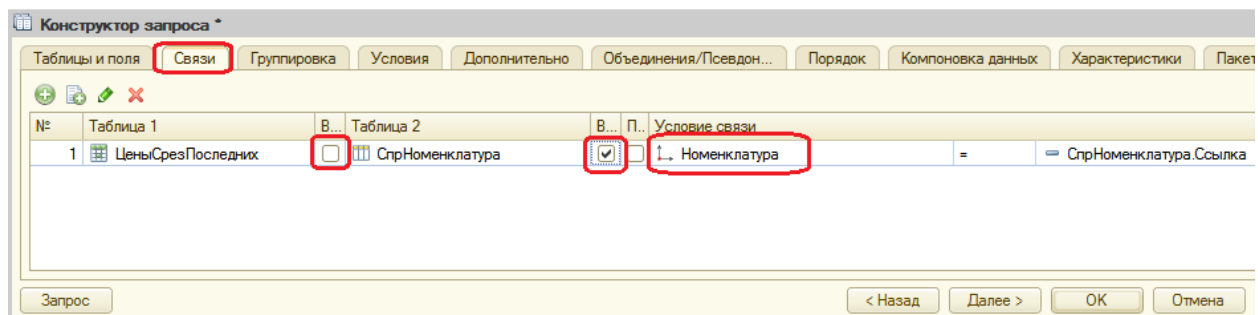 Конструктор запроса *
Таблицы и поля Связи Группировка Условия Дополнительно Объединения/Псевдон... Порядок Компоновка данных Характеристики Пакет
№ Таблица 1 В... Таблица 2 В... П.. Условие связи
1 ЦеныСрезПоследних СпрНоменклатура Номенклатура = СпрНоменклатура.Ссылка
Запрос < Назад Далее > OK Отмена